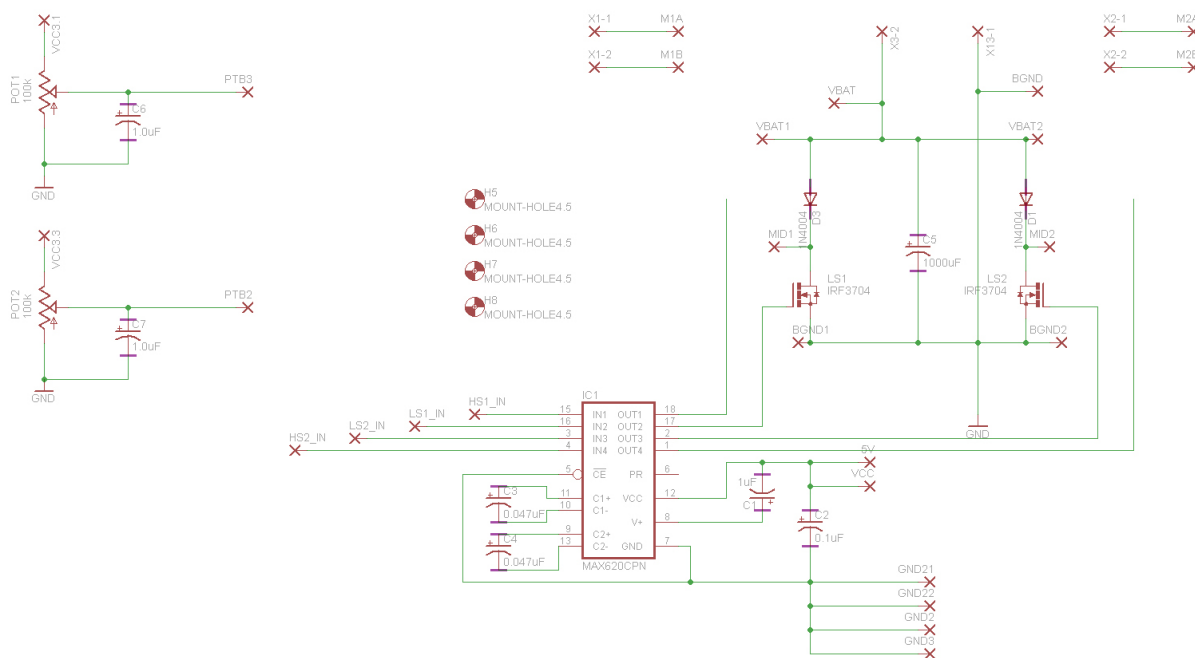 X1-1 M1A
X2-1 M2A
VCC3.1
X1-2 M1B
X2-2 M2B
X3-2
X13-1
POT1
100k
PTB3
C6
1.0uF
GND
VBAT
BGND
VBAT1
VBAT2
1N4004
D3
1N4004
D1
H5
MOUNT-HOLE4.5
H6
MOUNT-HOLE4.5
H7
MOUNT-HOLE4.5
H8
MOUNT-HOLE4.5
MID1
MID2
C5
1000uF
LS1
IRF3704
LS2
IRF3704
BGND1
BGND2
GND
VCC3.3
POT2
100k
PTB2
C7
1.0uF
GND
HS1_IN
LS1_IN
LS2_IN
HS2_IN
IC1
15 IN1 OUT1 18
16 IN2 OUT2 17
3 IN3 OUT3 2
4 IN4 OUT4 1
5 CE PR 6
11 C1+ VCC 12
10 C1-
9 C2+ V+ 8
13 C2- GND 7
MAX620CPN
C3
0.047uF
C4
0.047uF
5V
VCC
1uF
C1
C2
0.1uF
GND21
GND22
GND2
GND3